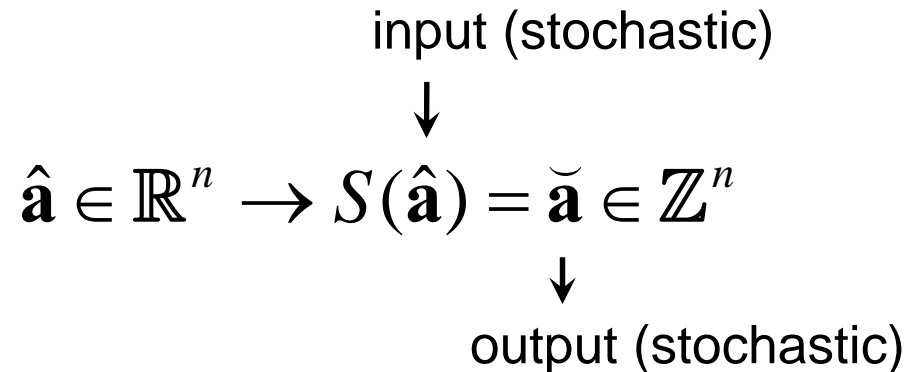 input (stochastic)
↓
â ∈ ℝⁿ → S(â) = ă ∈ ℤⁿ
↓
output (stochastic)